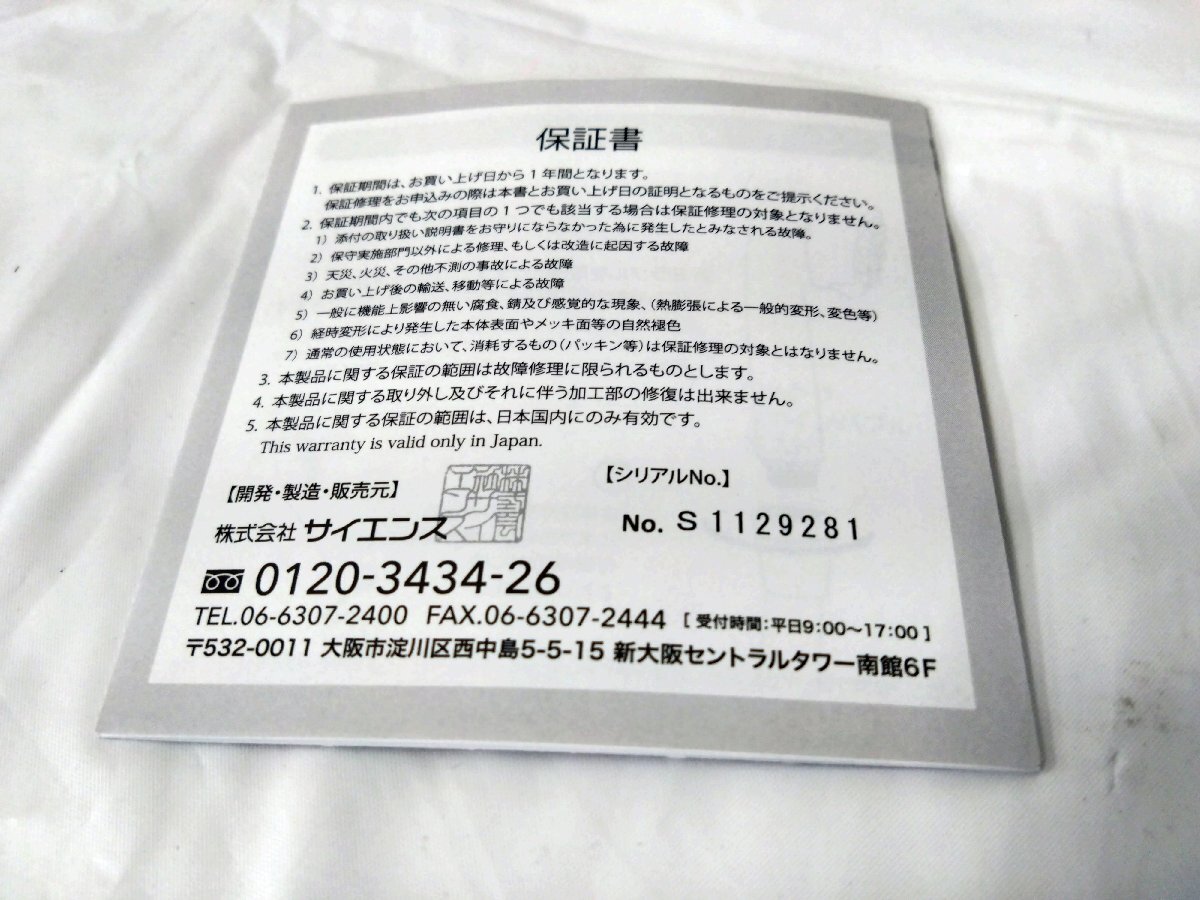 保証書
1. 保証期間は、お買い上げ日から1年間となります。
保証修理をお申込みの際は本書とお買い上げ日の証明となるものをご提示ください。
2. 保証期間内でも次の項目の1つでも該当する場合は保証修理の対象となりません。
1) 添付の取り扱い説明書をお守りにならなかった為に発生したとみなされる故障。
2) 保守実施部門以外による修理、もしくは改造に起因する故障
3) 天災、火災、その他不測の事故による故障
4) お買い上げ後の輸送、移動等による故障
5) 一般に機能上影響の無い腐食、錆及び感覚的な現象、(熱膨張による一般的変形、変色等)
6) 経時変形により発生した本体表面やメッキ面等の自然褪色
7) 通常の使用状態において、消耗するもの(パッキン等)は保証修理の対象とはなりません。
3. 本製品に関する保証の範囲は故障修理に限られるものとします。
4. 本製品に関する取り外し及びそれに伴う加工部の修復は出来ません。
5. 本製品に関する保証の範囲は、日本国内にのみ有効です。
This warranty is valid only in Japan.
【開発・製造・販売元】
株式会社 サイエンス
株式会社サイエンス
【シリアルNo.】
No. S1129281
0120-3434-26
TEL.06-6307-2400 FAX.06-6307-2444 [ 受付時間:平日9:00〜17:00 ]
〒532-0011 大阪市淀川区西中島5-5-15 新大阪セントラルタワー南館6F